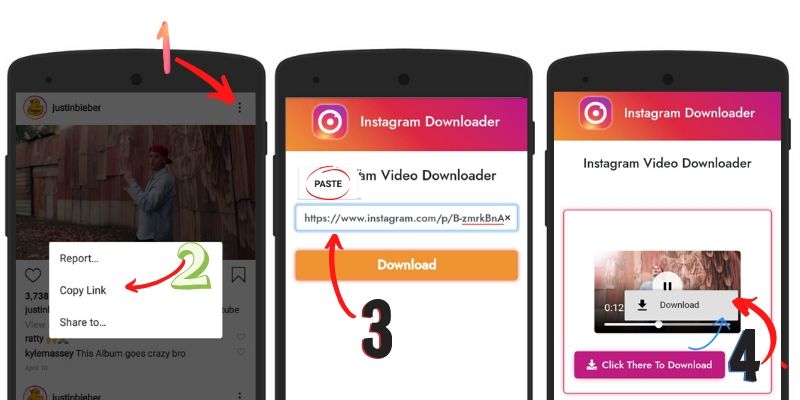 1
justinbieber
Report...
Copy Link
Share to...
2
3,738
justin
tube
View
ratty
kylemassey This Album goes crazy bro
April 10
justinbieber
Instagram Downloader
PASTE
am Video Downloader
https://www.instagram.com/p/B-zmrkBnA×
Download
3
Instagram Downloader
Instagram Video Downloader
0:12
Download
4
Click There To Download